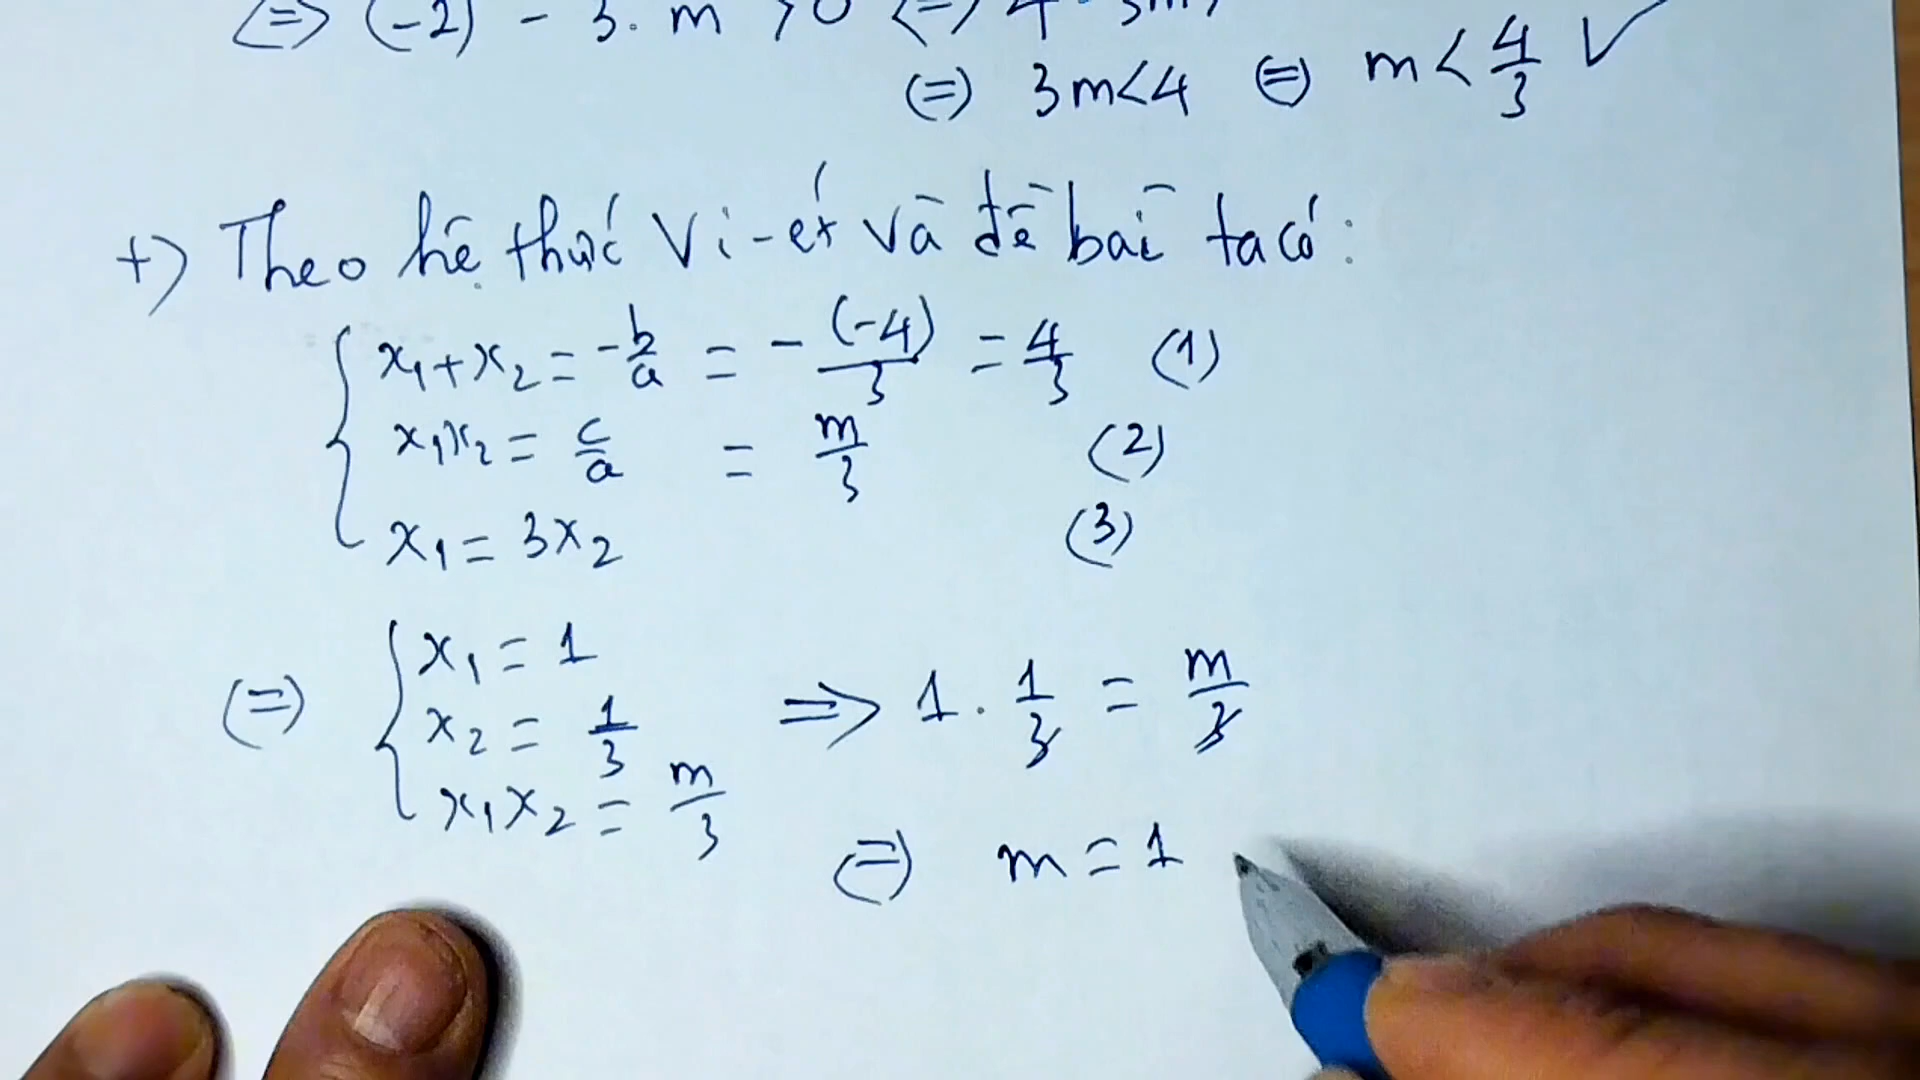 ⇔ (-2) - 3. m > 0 ⇔ 4 - 3m >
⇔ 3m < 4 ⇔ m < 4/3 ✓
+) Theo hệ thức Vi-ét và đề bài ta có:
x₁ + x₂ = -b/a = -(-4)/3 = 4/3 (1)
x₁x₂ = c/a = m/3 (2)
x₁ = 3x₂ (3)
⇔ { x₁ = 1
x₂ = 1/3 ⇒ 1 . 1/3 = m/3
x₁x₂ = m/3
⇔ m = 1